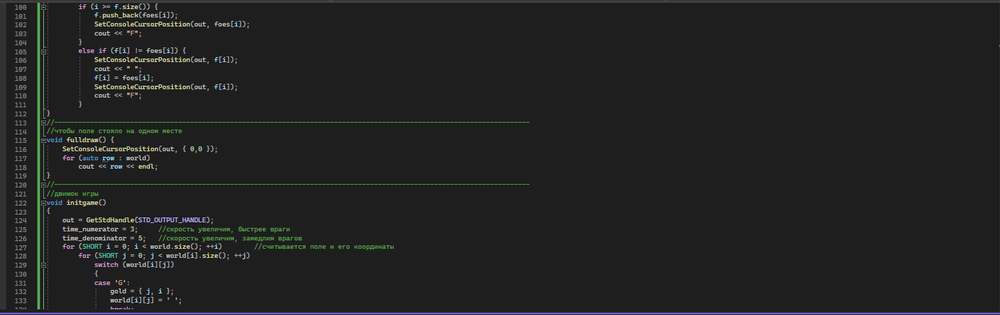 100 if (i >= f.size()) {
101 f.push_back(foes[i]);
102 SetConsoleCursorPosition(out, foes[i]);
103 cout << "F";
104 }
105 else if (f[i] != foes[i]) {
106 SetConsoleCursorPosition(out, f[i]);
107 cout << " ";
108 f[i] = foes[i];
109 SetConsoleCursorPosition(out, f[i]);
110 cout << "F";
111 }
112 }
113 //------------------------------------------------------------------------------------------------------------------------
114 //чтобы поле стояло на одном месте
115 void fulldraw() {
116 SetConsoleCursorPosition(out, { 0,0 });
117 for (auto row : world)
118 cout << row << endl;
119 }
120 //------------------------------------------------------------------------------------------------------------------------
121 //движок игры
122 void initgame()
123 {
124 out = GetStdHandle(STD_OUTPUT_HANDLE);
125 time_numerator = 3; //скрость увеличим, быстрее враги
126 time_denominator = 5; //скорость увеличим, замедлим врагов
127 for (SHORT i = 0; i < world.size(); ++i) //считывается поле и его координаты
128 for (SHORT j = 0; j < world[i].size(); ++j)
129 switch (world[i][j])
130 {
131 case 'G':
132 gold = { j, i };
133 world[i][j] = ' ';
134 break;